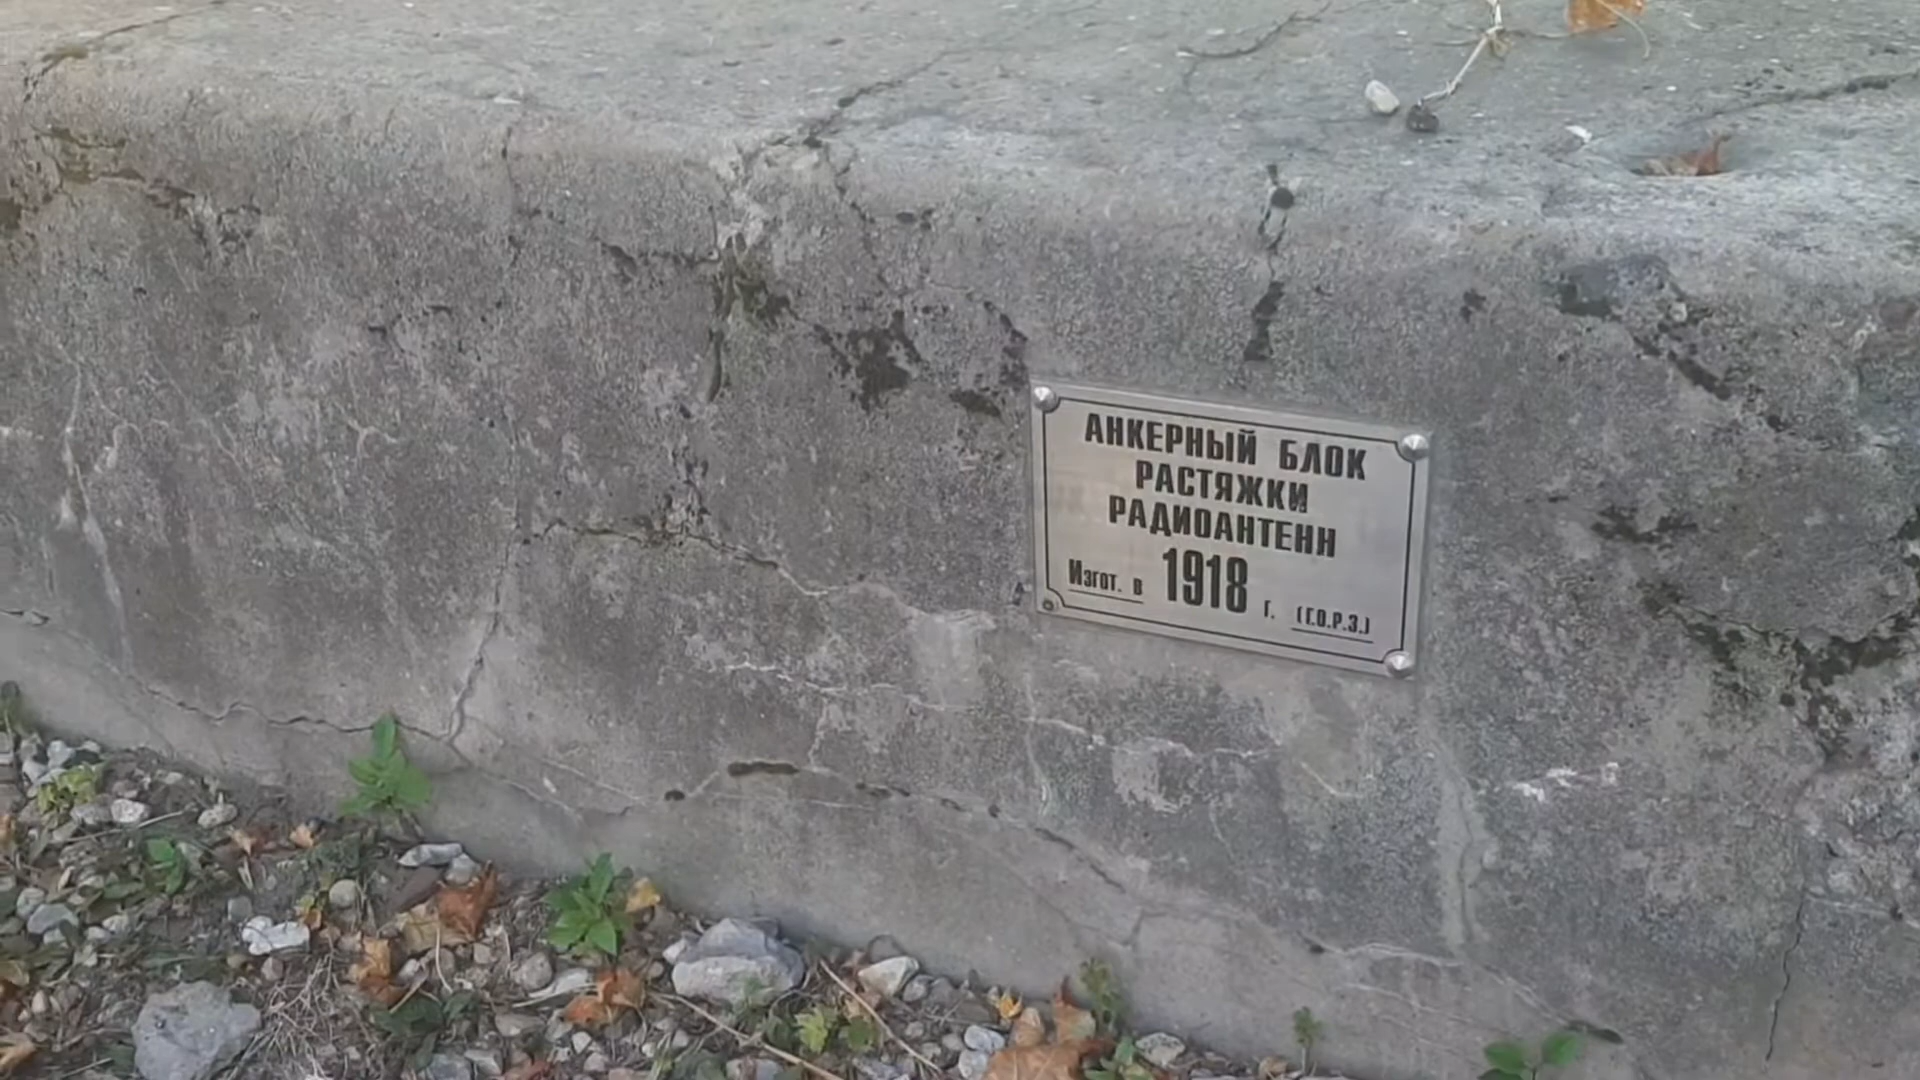 АНКЕРНЫЙ БЛОК
РАСТЯЖКИ
РАДИОАНТЕНН
Изгот. в 1918 г. (Г.О.Р.З.)